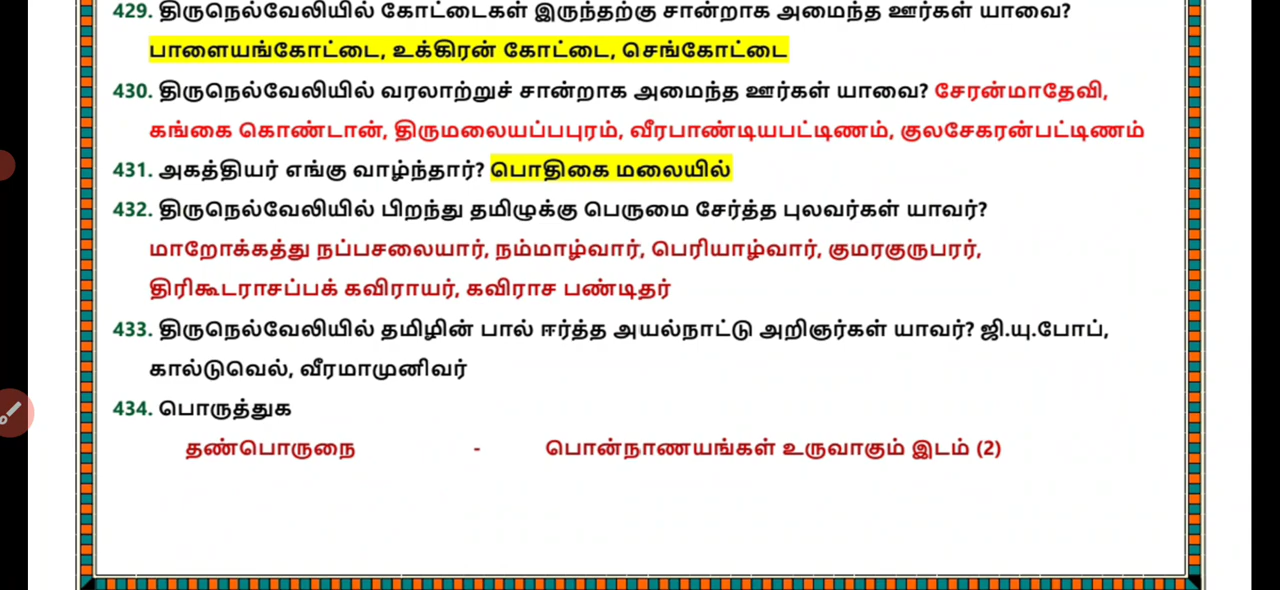 429. திருநெல்வேலியில் கோட்டைகள் இருந்ததற்கு சான்றாக அமைந்த ஊர்கள் யாவை?
பாளையங்கோட்டை, உக்கிரன் கோட்டை, செங்கோட்டை
430. திருநெல்வேலியில் வரலாற்றுச் சான்றாக அமைந்த ஊர்கள் யாவை? சேரன்மாதேவி,
கங்கை கொண்டான், திருமலையப்பபுரம், வீரபாண்டியபட்டிணம், குலசேகரன்பட்டிணம்
431. அகத்தியர் எங்கு வாழ்ந்தார்? பொதிகை மலையில்
432. திருநெல்வேலியில் பிறந்து தமிழுக்கு பெருமை சேர்த்த புலவர்கள் யாவர்?
மாறோக்கத்து நப்பசலையார், நம்மாழ்வார், பெரியாழ்வார், குமரகுருபரர்,
திரிகூடராசப்பக் கவிராயர், கவிராச பண்டிதர்
433. திருநெல்வேலியில் தமிழின் பால் ஈர்த்த அயல்நாட்டு அறிஞர்கள் யாவர்? ஜி.யு.போப்,
கால்டுவெல், வீரமாமுனிவர்
434. பொருத்துக
தண்பொருநை - பொன்நாணயங்கள் உருவாகும் இடம் (2)